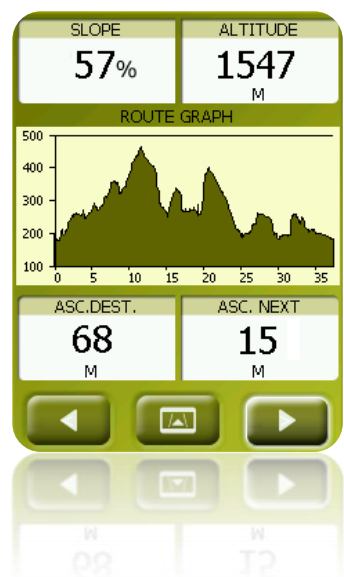 SLOPE ALTITUDE
57% 1547
M
ROUTE GRAPH
500
400
300
200
100
0 5 10 15 20 25 30 35
ASC.DEST. ASC. NEXT
68 15
M M